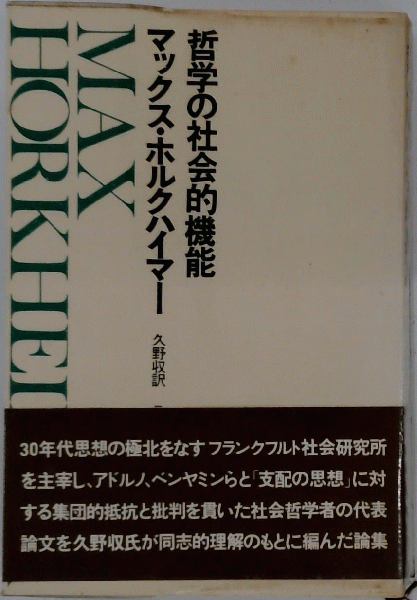 哲学の社会的機能
マックス・ホルクハイマー
久野収訳
MAX
HORKHEI
30年代思想の極北をなすフランクフルト社会研究所
を主宰し、アドルノ、ベンヤミンらと「支配の思想」に対
する集団的抵抗と批判を貫いた社会哲学者の代表
論文を久野収氏が同志的理解のもとに編んだ論集